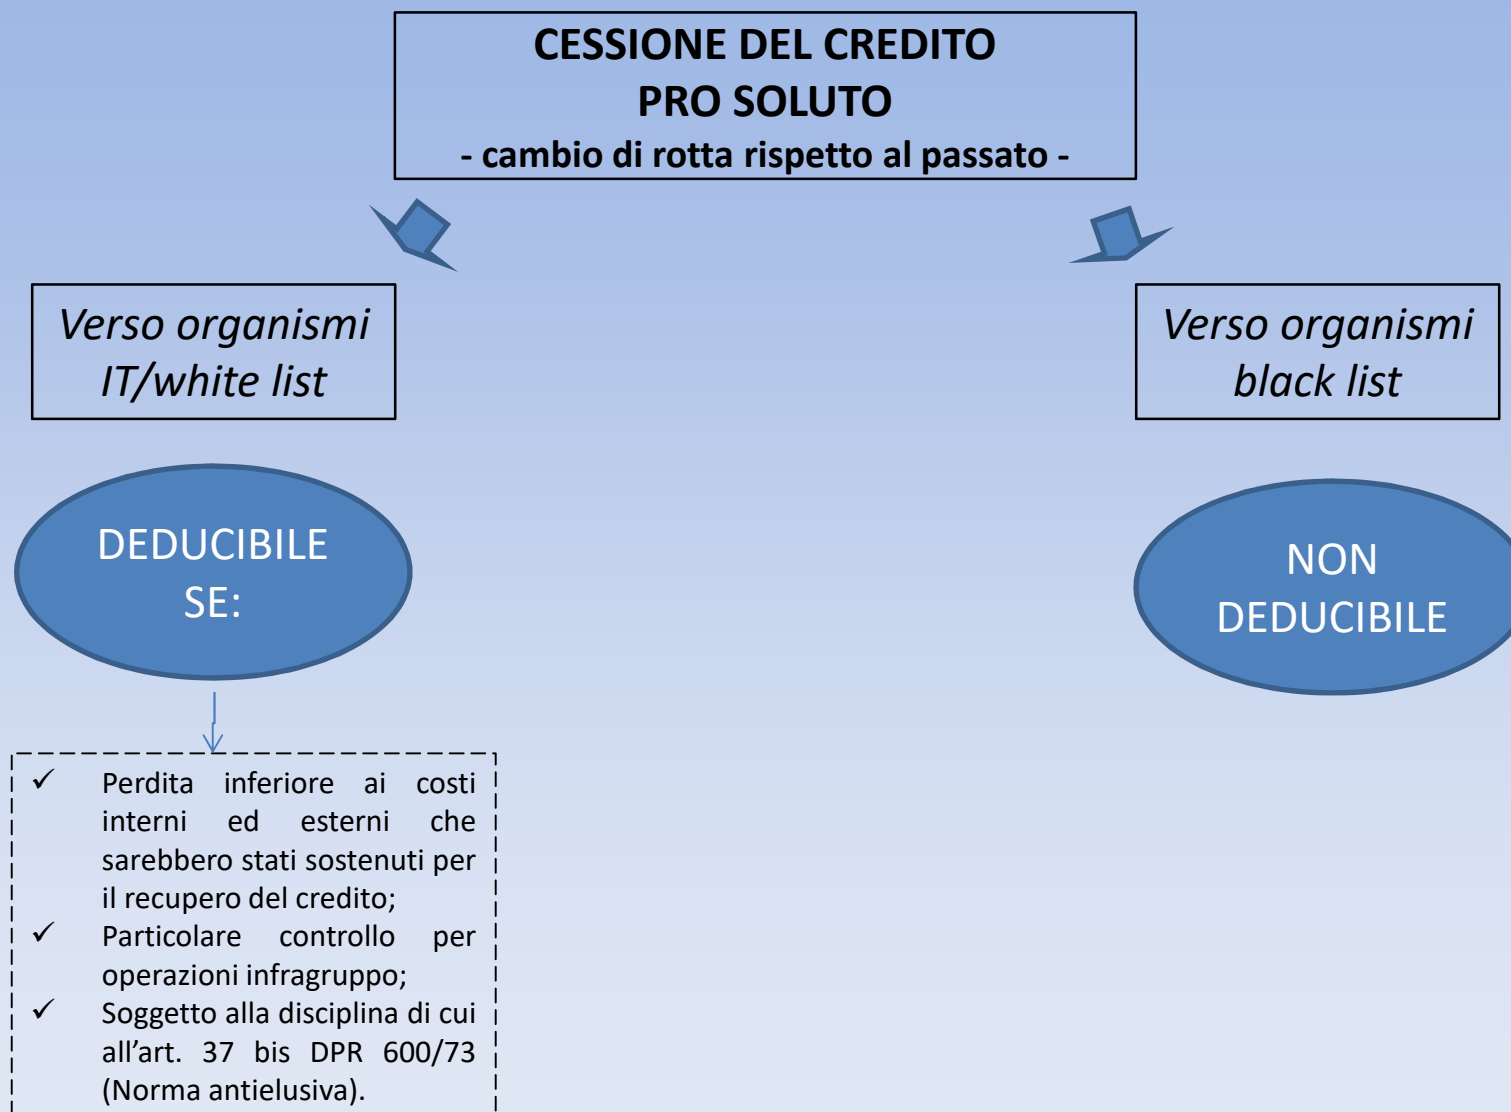 CESSIONE DEL CREDITO
PRO SOLUTO
- cambio di rotta rispetto al passato -
Verso organismi
IT/white list
Verso organismi
black list
DEDUCIBILE
SE:
NON
DEDUCIBILE
✓ Perdita inferiore ai costi
interni ed esterni che
sarebbero stati sostenuti per
il recupero del credito;
✓ Particolare controllo per
operazioni infragruppo;
✓ Soggetto alla disciplina di cui
all’art. 37 bis DPR 600/73
(Norma antielusiva).